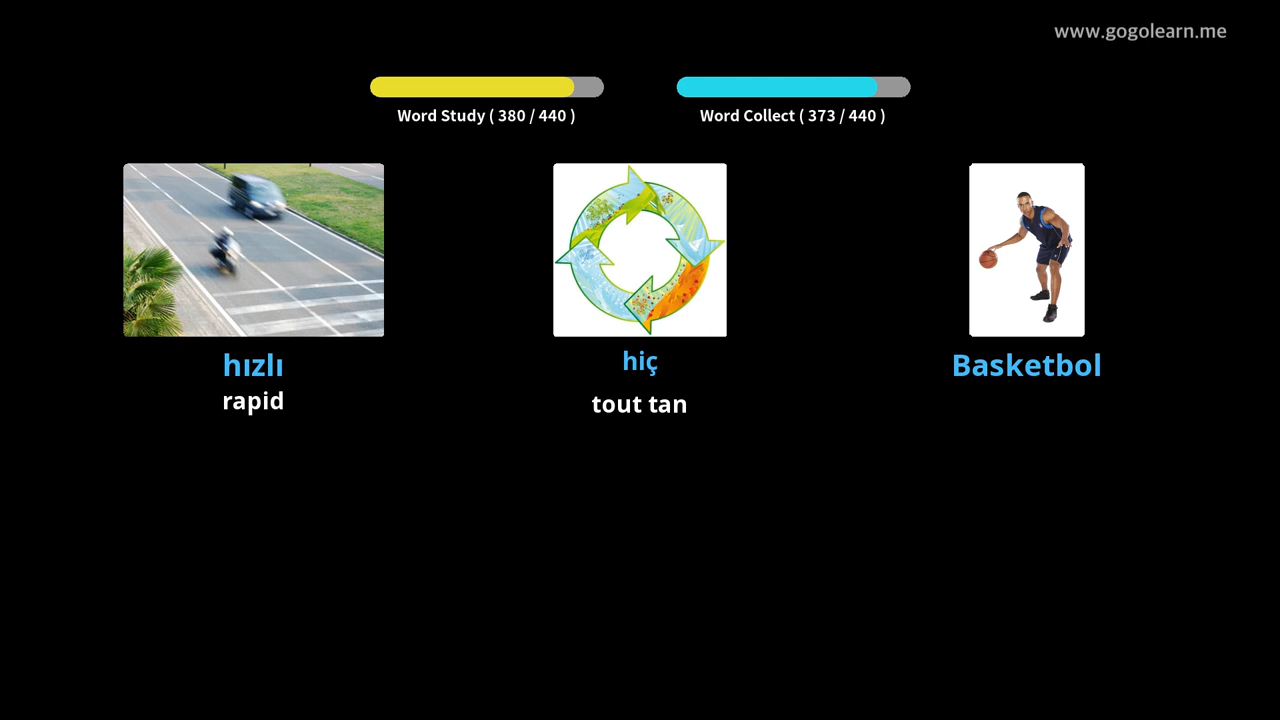 www.gogolearn.me
Word Study ( 380 / 440 )
Word Collect ( 373 / 440 )
hızlı
rapid
hiç
tout tan
Basketbol